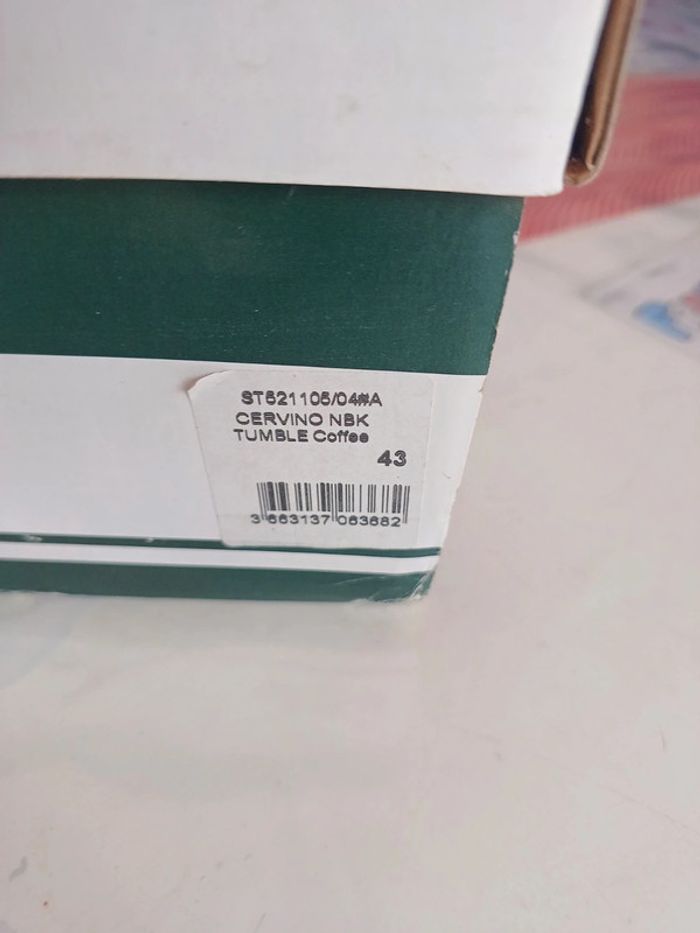 ST521105/04#A
CERVINO NBK
TUMBLE Coffee
43
3 663137 063682